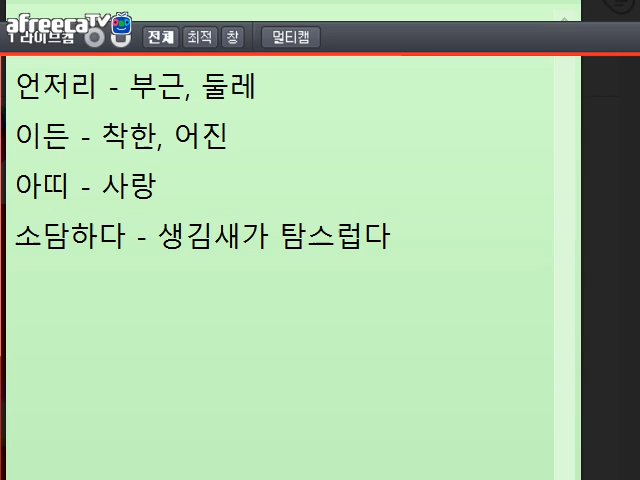 afreecaTV
1 라이브캠 전체 최적 창 멀티캠
언저리 - 부근, 둘레
이든 - 착한, 어진
아띠 - 사랑
소담하다 - 생김새가 탐스럽다